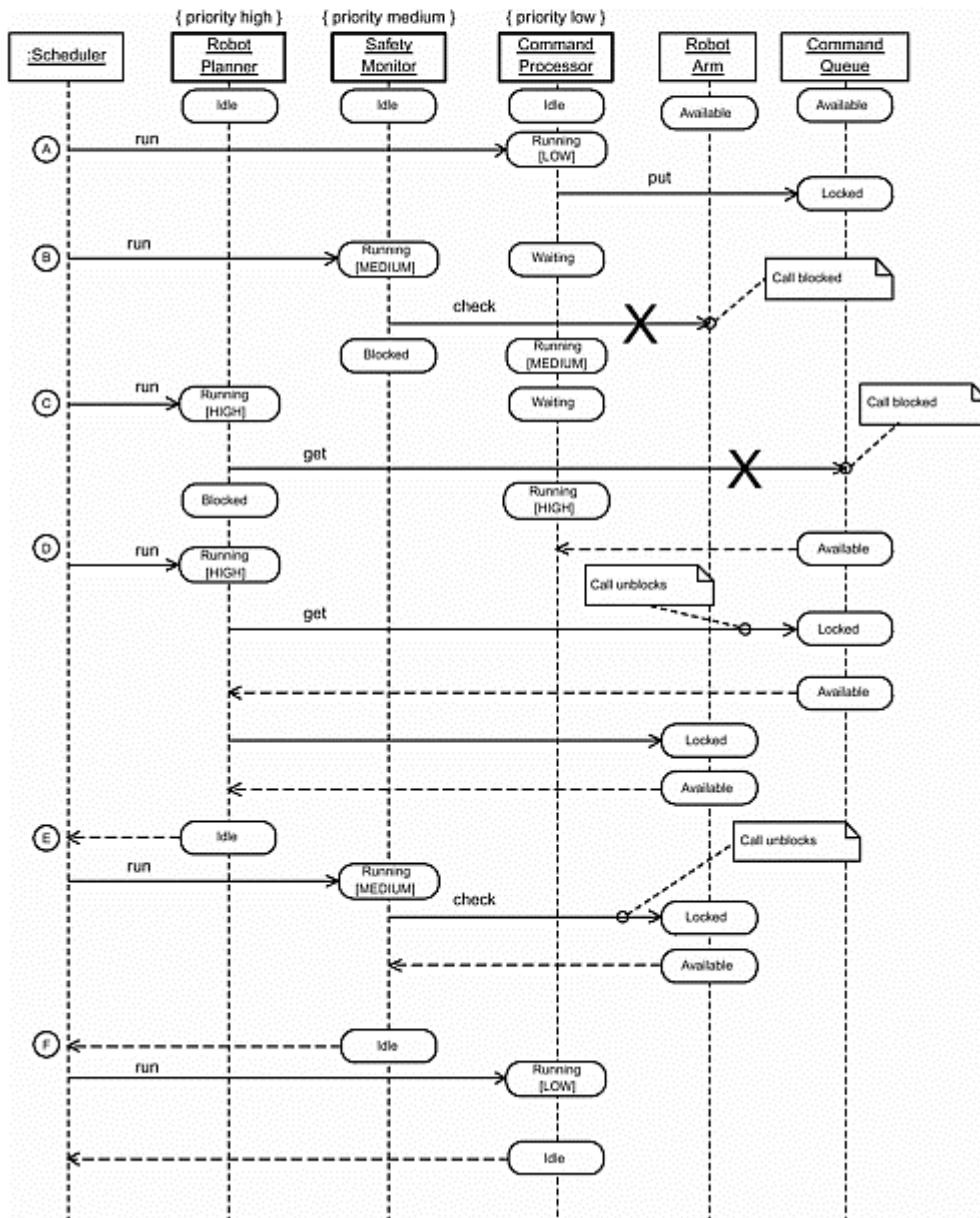 { priority high } { priority medium } { priority low }
:Scheduler
Robot
Planner
Safety
Monitor
Command
Processor
Robot
Arm
Command
Queue
Idle
Idle
Idle
Available
Available
A
run
Running
[LOW]
put
Locked
B
run
Running
[MEDIUM]
Waiting
Call blocked
check
Blocked
Running
[MEDIUM]
C
run
Running
[HIGH]
Waiting
Call blocked
get
Blocked
Running
[HIGH]
D
run
Running
[HIGH]
Available
Call unblocks
get
Locked
Available
Locked
Available
E
Idle
Call unblocks
run
Running
[MEDIUM]
check
Locked
Available
F
Idle
run
Running
[LOW]
Idle